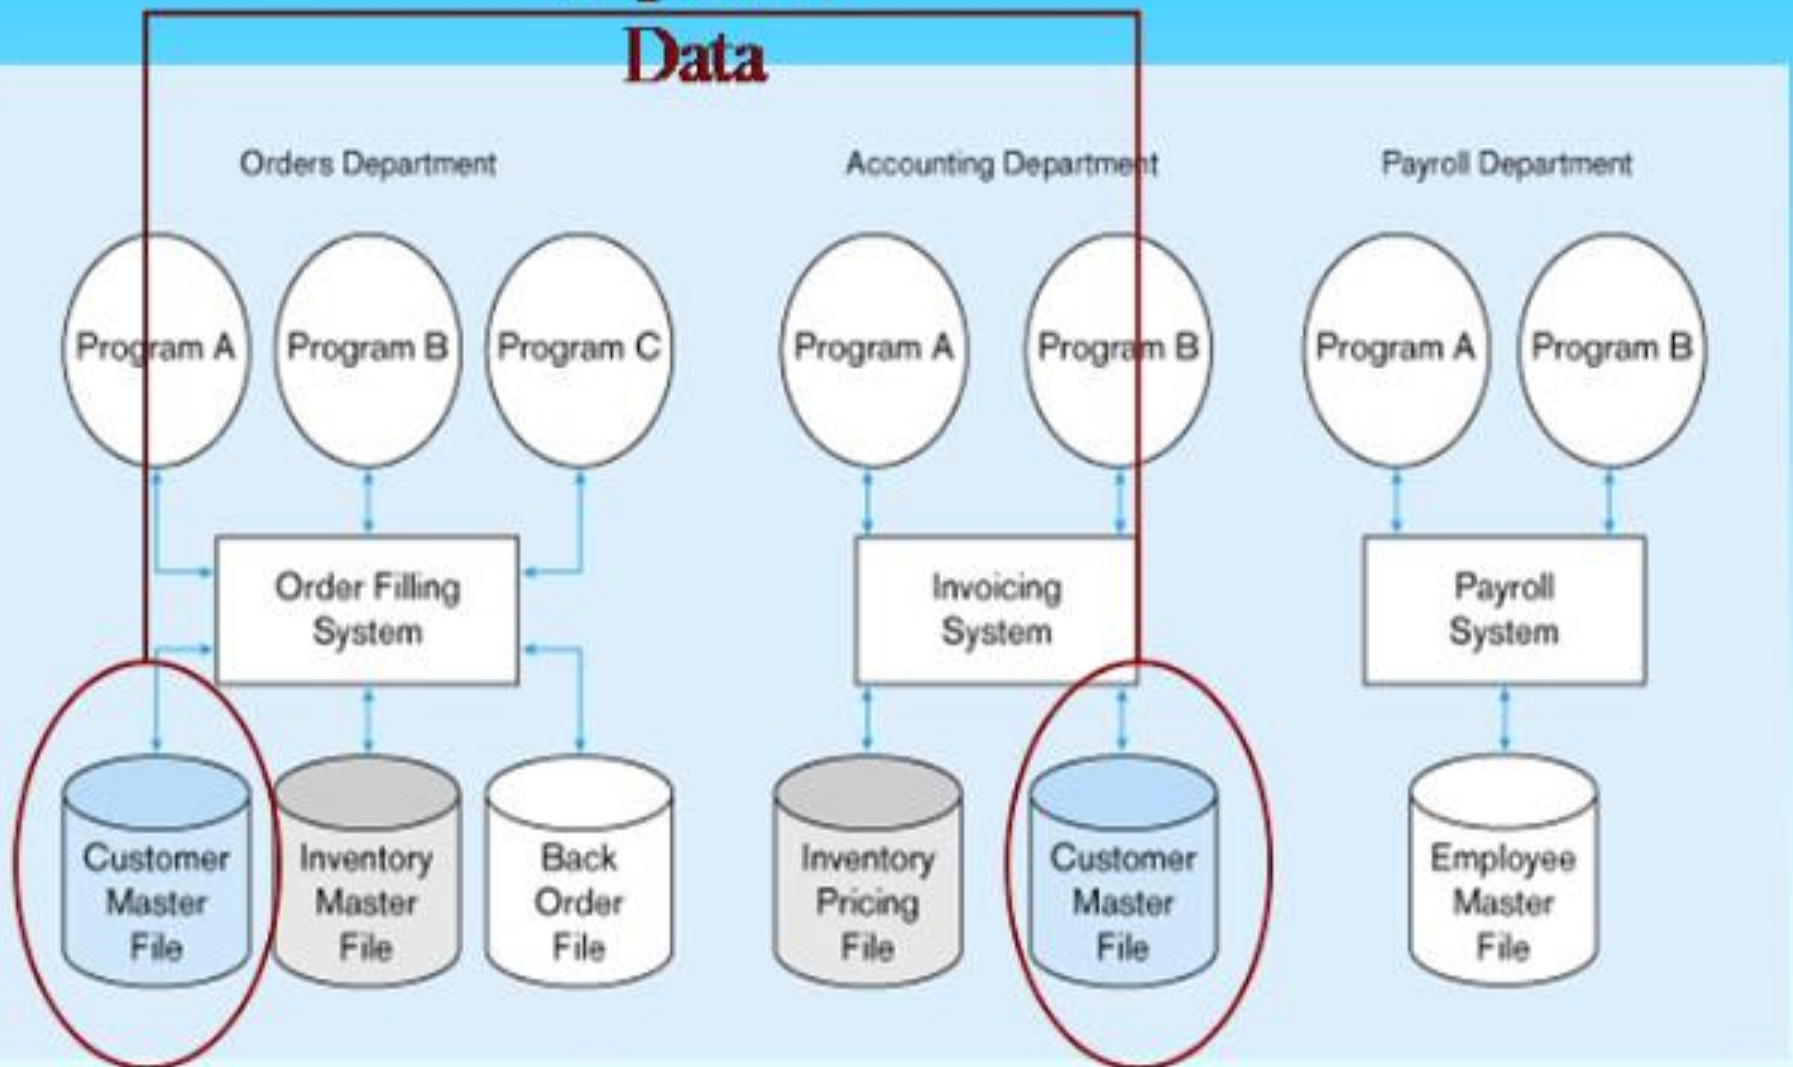 Data
Orders Department
Accounting Department
Payroll Department
Program A
Program B
Program C
Program A
Program B
Program A
Program B
Order Filling
System
Invoicing
System
Payroll
System
Customer
Master
File
Inventory
Master
File
Back
Order
File
Inventory
Pricing
File
Customer
Master
File
Employee
Master
File